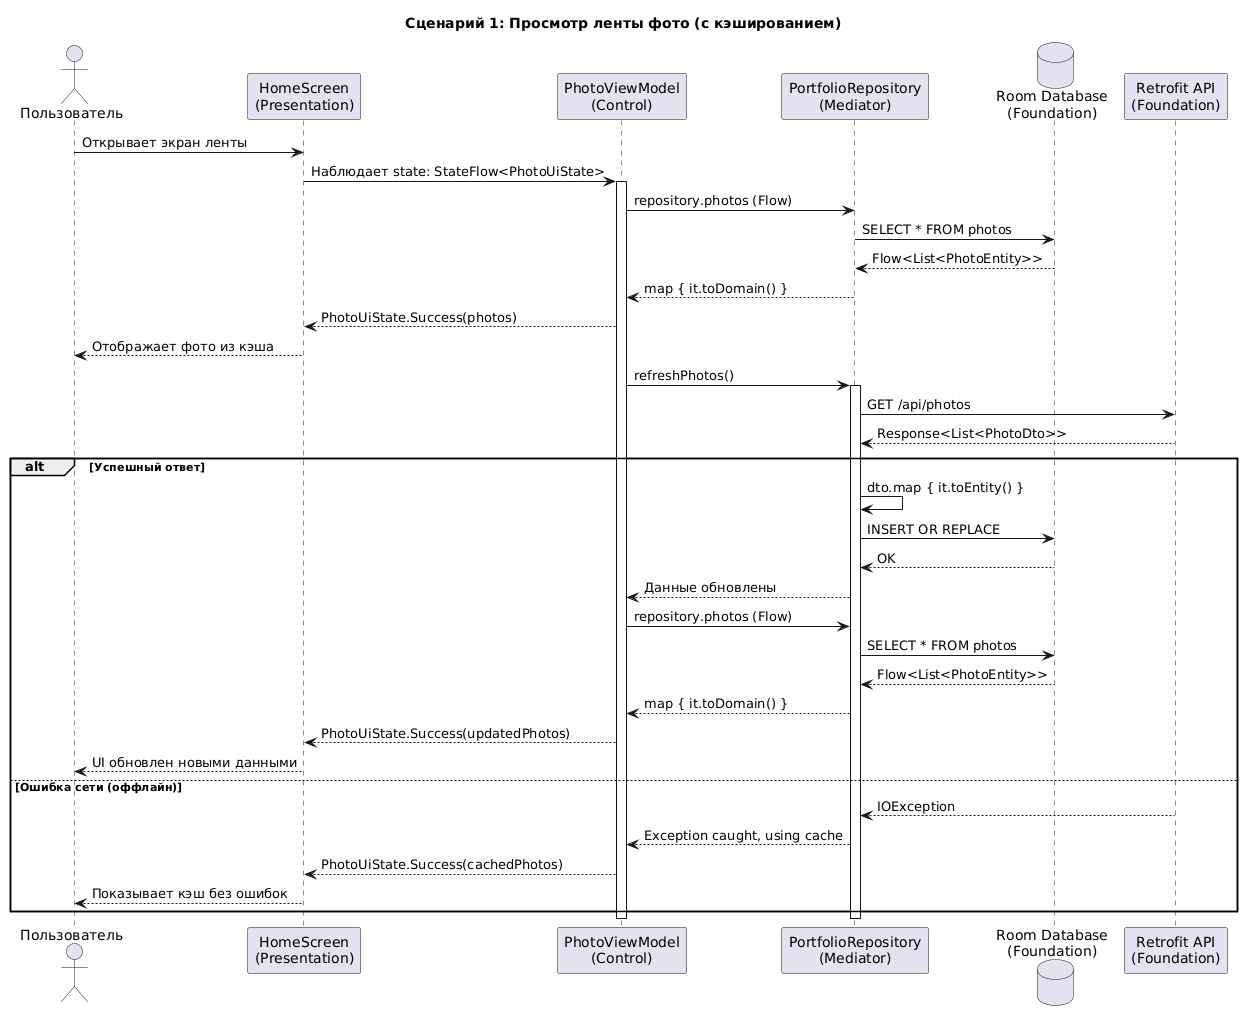 Сценарий 1: Просмотр ленты фото (с кэшированием)
Пользователь
HomeScreen
(Presentation)
PhotoViewModel
(Control)
PortfolioRepository
(Mediator)
Room Database
(Foundation)
Retrofit API
(Foundation)
Открывает экран ленты
Наблюдает state: StateFlow<PhotoUiState>
repository.photos (Flow)
SELECT * FROM photos
Flow<List<PhotoEntity>>
map { it.toDomain() }
PhotoUiState.Success(photos)
Отображает фото из кэша
refreshPhotos()
GET /api/photos
Response<List<PhotoDto>>
alt
[Успешный ответ]
dto.map { it.toEntity() }
INSERT OR REPLACE
OK
Данные обновлены
repository.photos (Flow)
SELECT * FROM photos
Flow<List<PhotoEntity>>
map { it.toDomain() }
PhotoUiState.Success(updatedPhotos)
UI обновлен новыми данными
[Ошибка сети (оффлайн)]
IOException
Exception caught, using cache
PhotoUiState.Success(cachedPhotos)
Показывает кэш без ошибок
Пользователь
HomeScreen
(Presentation)
PhotoViewModel
(Control)
PortfolioRepository
(Mediator)
Room Database
(Foundation)
Retrofit API
(Foundation)